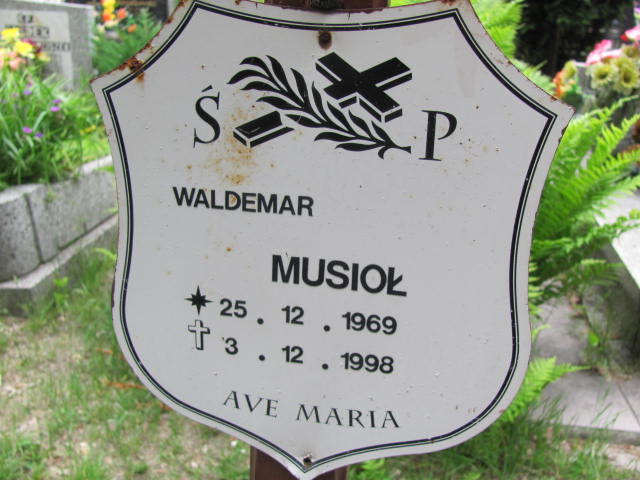 Ś P
WALDEMAR
MUSIOŁ
25 . 12 . 1969
3 . 12 . 1998
AVE MARIA